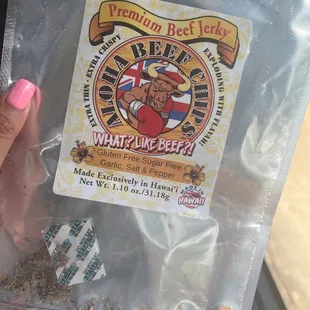 Premium Beef Jerky
EXTRA THIN • EXTRA CRISPY
EXPLODING WITH FLAVOR!
ALOHA BEEF CHIPS
WHAT? LIKE BEEF?!
Gluten Free Sugar Free
Garlic, Salt & Pepper
Made Exclusively in Hawai'i
Net Wt. 1.10 oz./31.18g
HAWAII